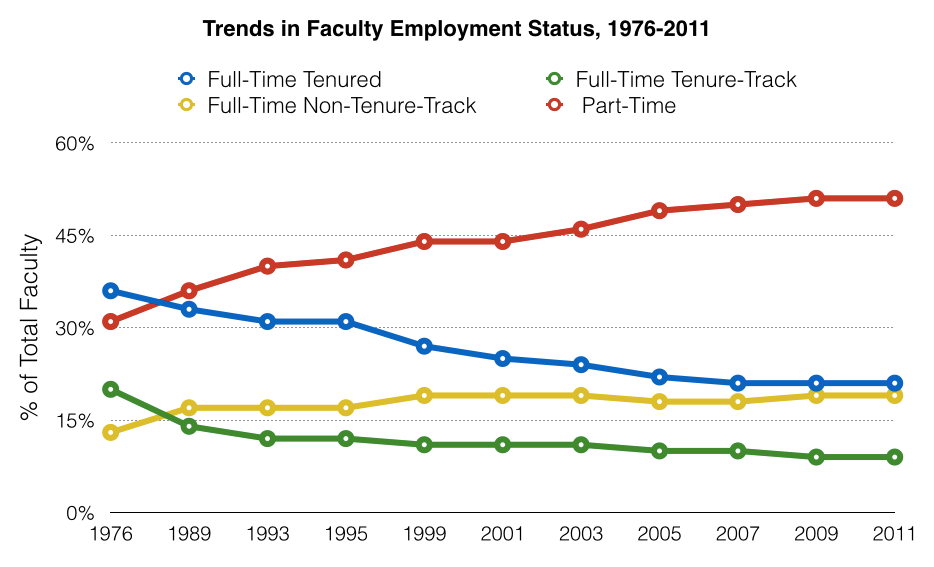 Trends in Faculty Employment Status, 1976-2011
Full-Time Tenured
Full-Time Tenure-Track
Full-Time Non-Tenure-Track
Part-Time
60%
45%
30%
15%
0%
% of Total Faculty
1976 1989 1993 1995 1999 2001 2003 2005 2007 2009 2011